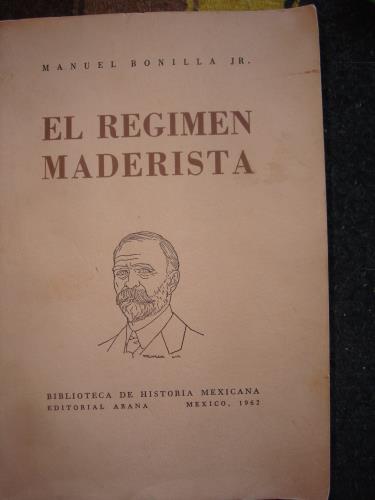 MANUEL BONILLA JR.
EL REGIMEN
MADERISTA
BIBLIOTECA DE HISTORIA MEXICANA
EDITORIAL ARANA MEXICO, 1962